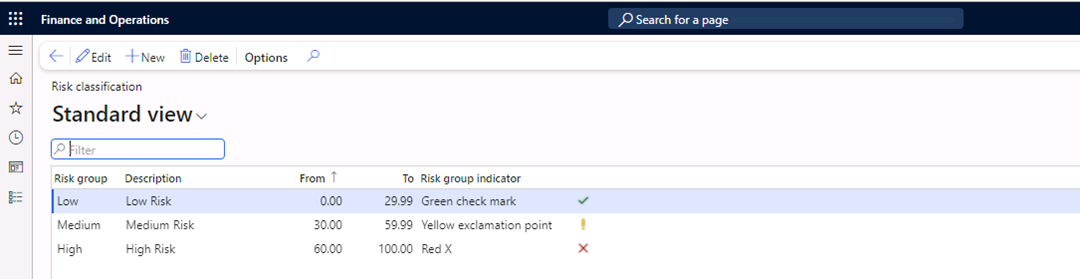 Finance and Operations Search for a page
Edit New Delete Options
Risk classification
Standard view
Filter
Risk group Description From To Risk group indicator
Low Low Risk 0.00 29.99 Green check mark
Medium Medium Risk 30.00 59.99 Yellow exclamation point
High High Risk 60.00 100.00 Red X